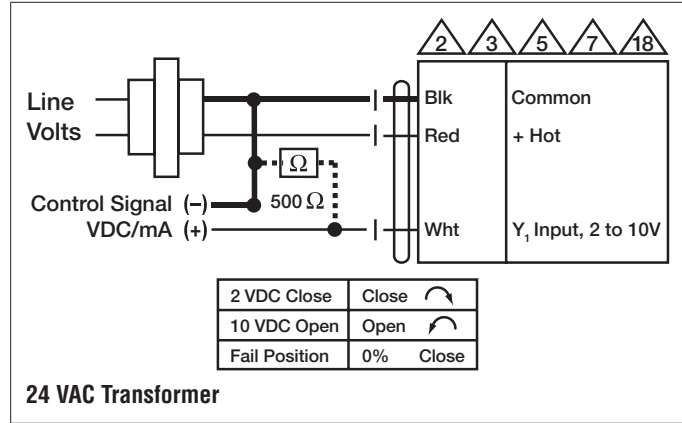 2 3 5 7 18
Line
Volts
Blk Common
Red + Hot
Ω
500 Ω
Control Signal (–)
VDC/mA (+)
Wht Y1 Input, 2 to 10V
2 VDC Close Close
10 VDC Open Open
Fail Position 0% Close
24 VAC Transformer